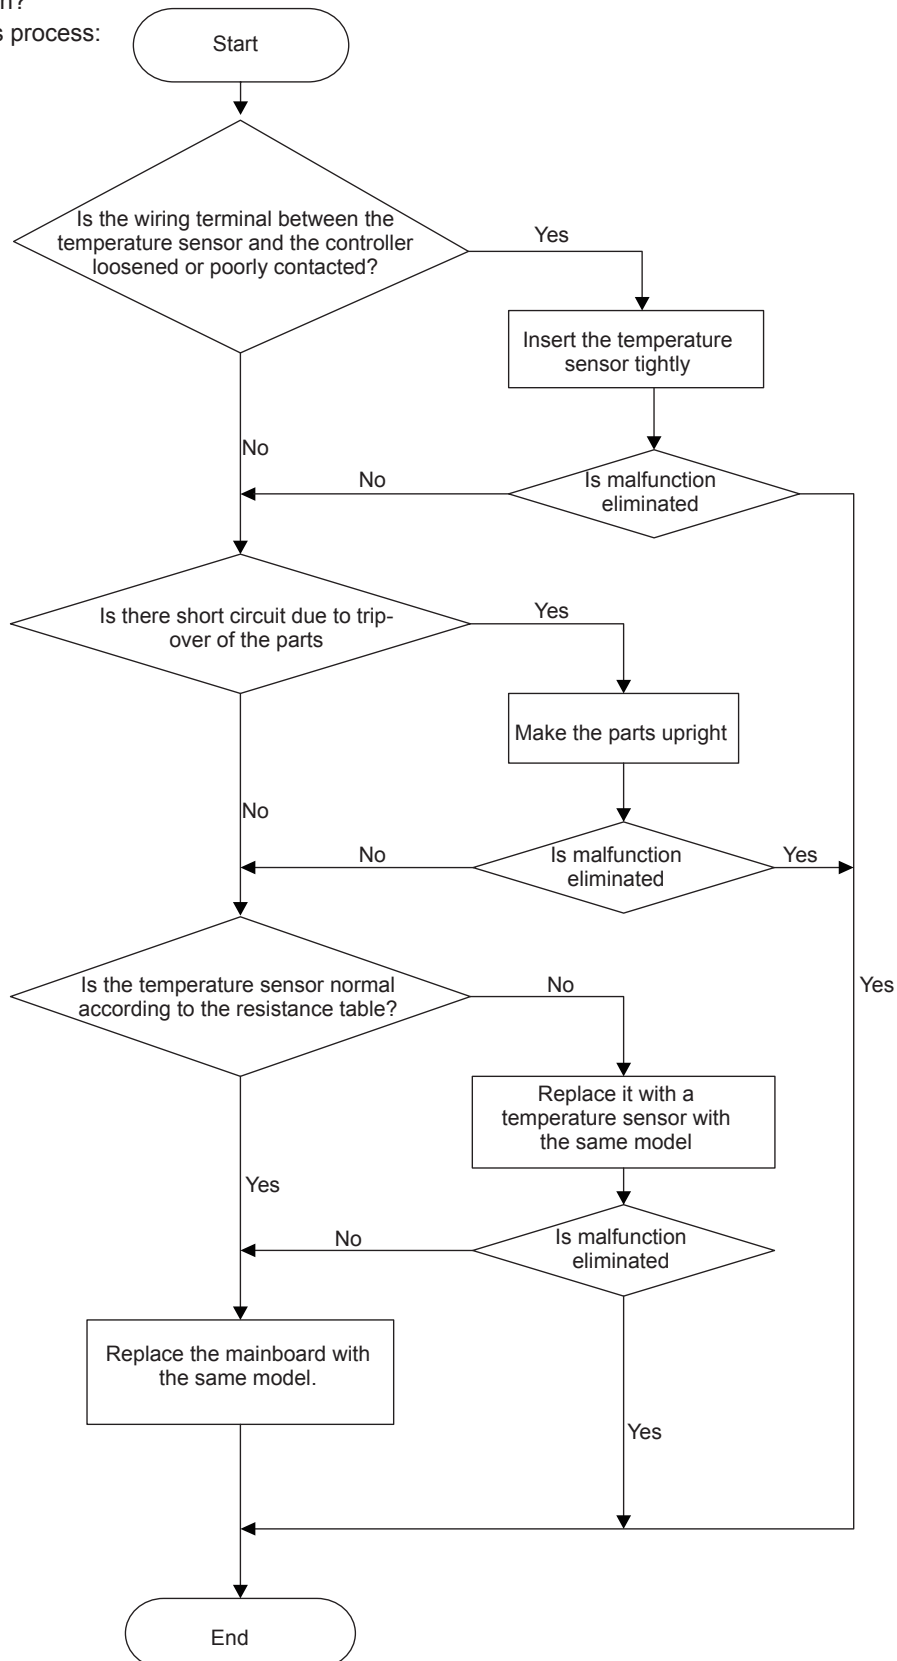 s process:
Start
Is the wiring terminal between the
temperature sensor and the controller
loosened or poorly contacted?
Yes
Insert the temperature
sensor tightly
No
No
Is malfunction
eliminated
Is there short circuit due to trip-
over of the parts
Yes
Make the parts upright
No
No
Is malfunction
eliminated
Yes
Is the temperature sensor normal
according to the resistance table?
No
Yes
Replace it with a
temperature sensor with
the same model
Yes
No
Is malfunction
eliminated
Replace the mainboard with
the same model.
Yes
End